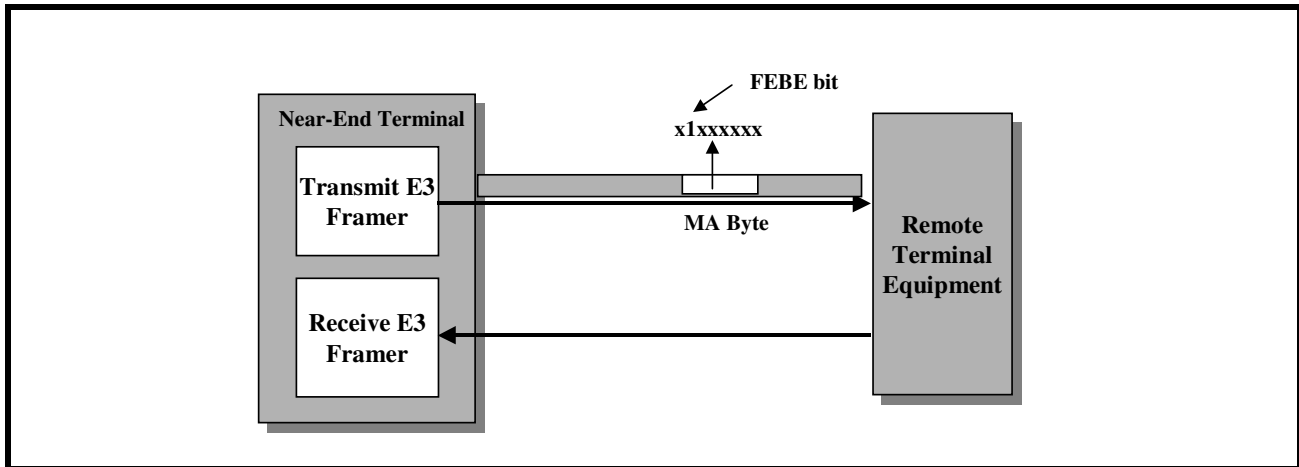 FEBE bit
Near-End Terminal
x1xxxxxx
Transmit E3
Framer
MA Byte
Remote
Terminal
Equipment
Receive E3
Framer